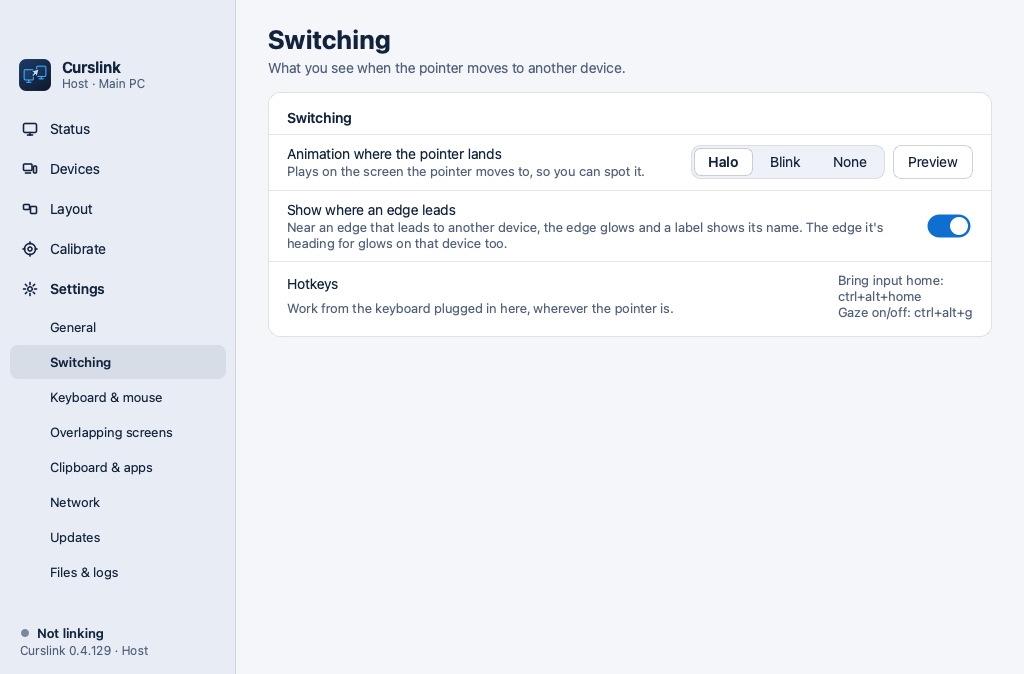 Curslink
Host · Main PC
Status
Devices
Layout
Calibrate
Settings
General
Switching
Keyboard & mouse
Overlapping screens
Clipboard & apps
Network
Updates
Files & logs
Not linking
Curslink 0.4.129 · Host
Switching
What you see when the pointer moves to another device.
Switching
Animation where the pointer lands
Plays on the screen the pointer moves to, so you can spot it.
Halo
Blink
None
Preview
Show where an edge leads
Near an edge that leads to another device, the edge glows and a label shows its name. The edge it's
heading for glows on that device too.
Hotkeys
Work from the keyboard plugged in here, wherever the pointer is.
Bring input home:
ctrl+alt+home
Gaze on/off: ctrl+alt+g